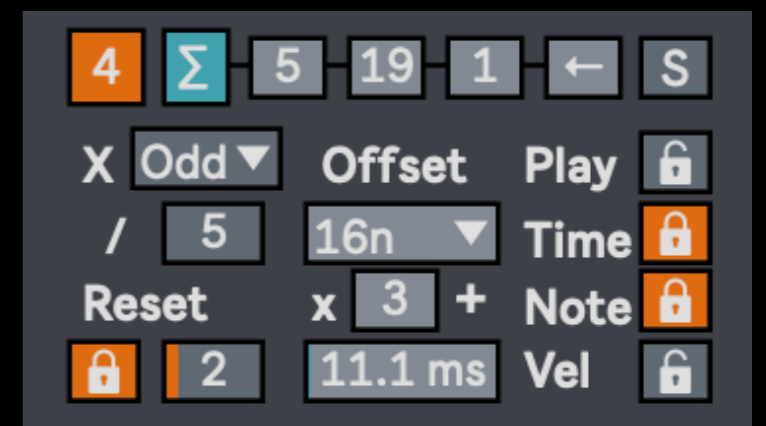 4 Σ 5 19 1 ← S
X Odd ▼ Offset Play
/ 5 16n ▼ Time
Reset x 3 + Note
2 11.1 ms Vel